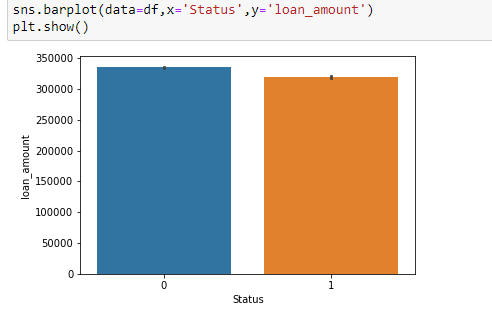 sns.barplot(data=df,x='Status',y='loan_amount')
plt.show()
350000
300000
250000
200000
150000
100000
50000
0
loan_amount
0 1
Status